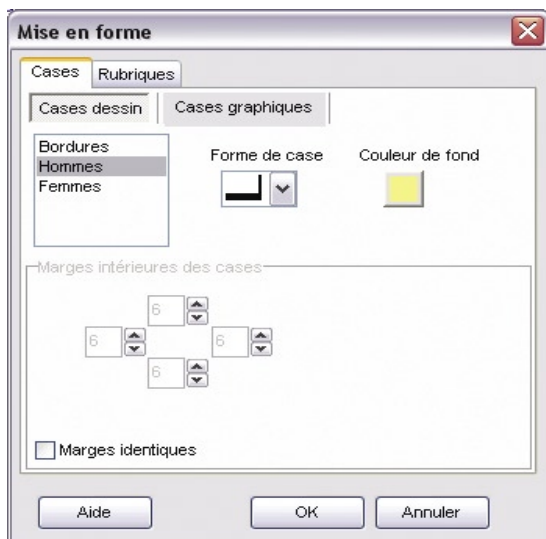 Mise en forme
Cases Rubriques
Cases dessin Cases graphiques
Bordures
Hommes
Femmes
Forme de case Couleur de fond
Marges intérieures des cases
6
6 6
6
Marges identiques
Aide OK Annuler